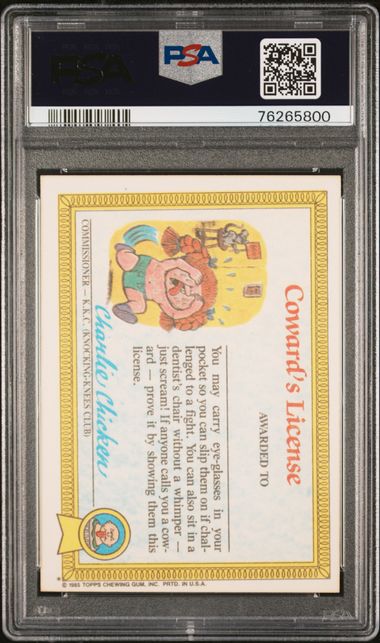 PSA
PSA
76265800
Coward's License
AWARDED TO
You may carry eye-glasses in your
pocket so you can slip them on if chal-
lenged to a fight. You can also sit in a
dentist's chair without a whimper —
just scream! If anyone calls you a cow-
ard — prove it by showing them this
license.
Charlie Chicken
COMMISSIONER — K.K.C. (KNOCKING-KNEES CLUB)
* © 1985 TOPPS CHEWING GUM, INC. PRTD. IN U.S.A.